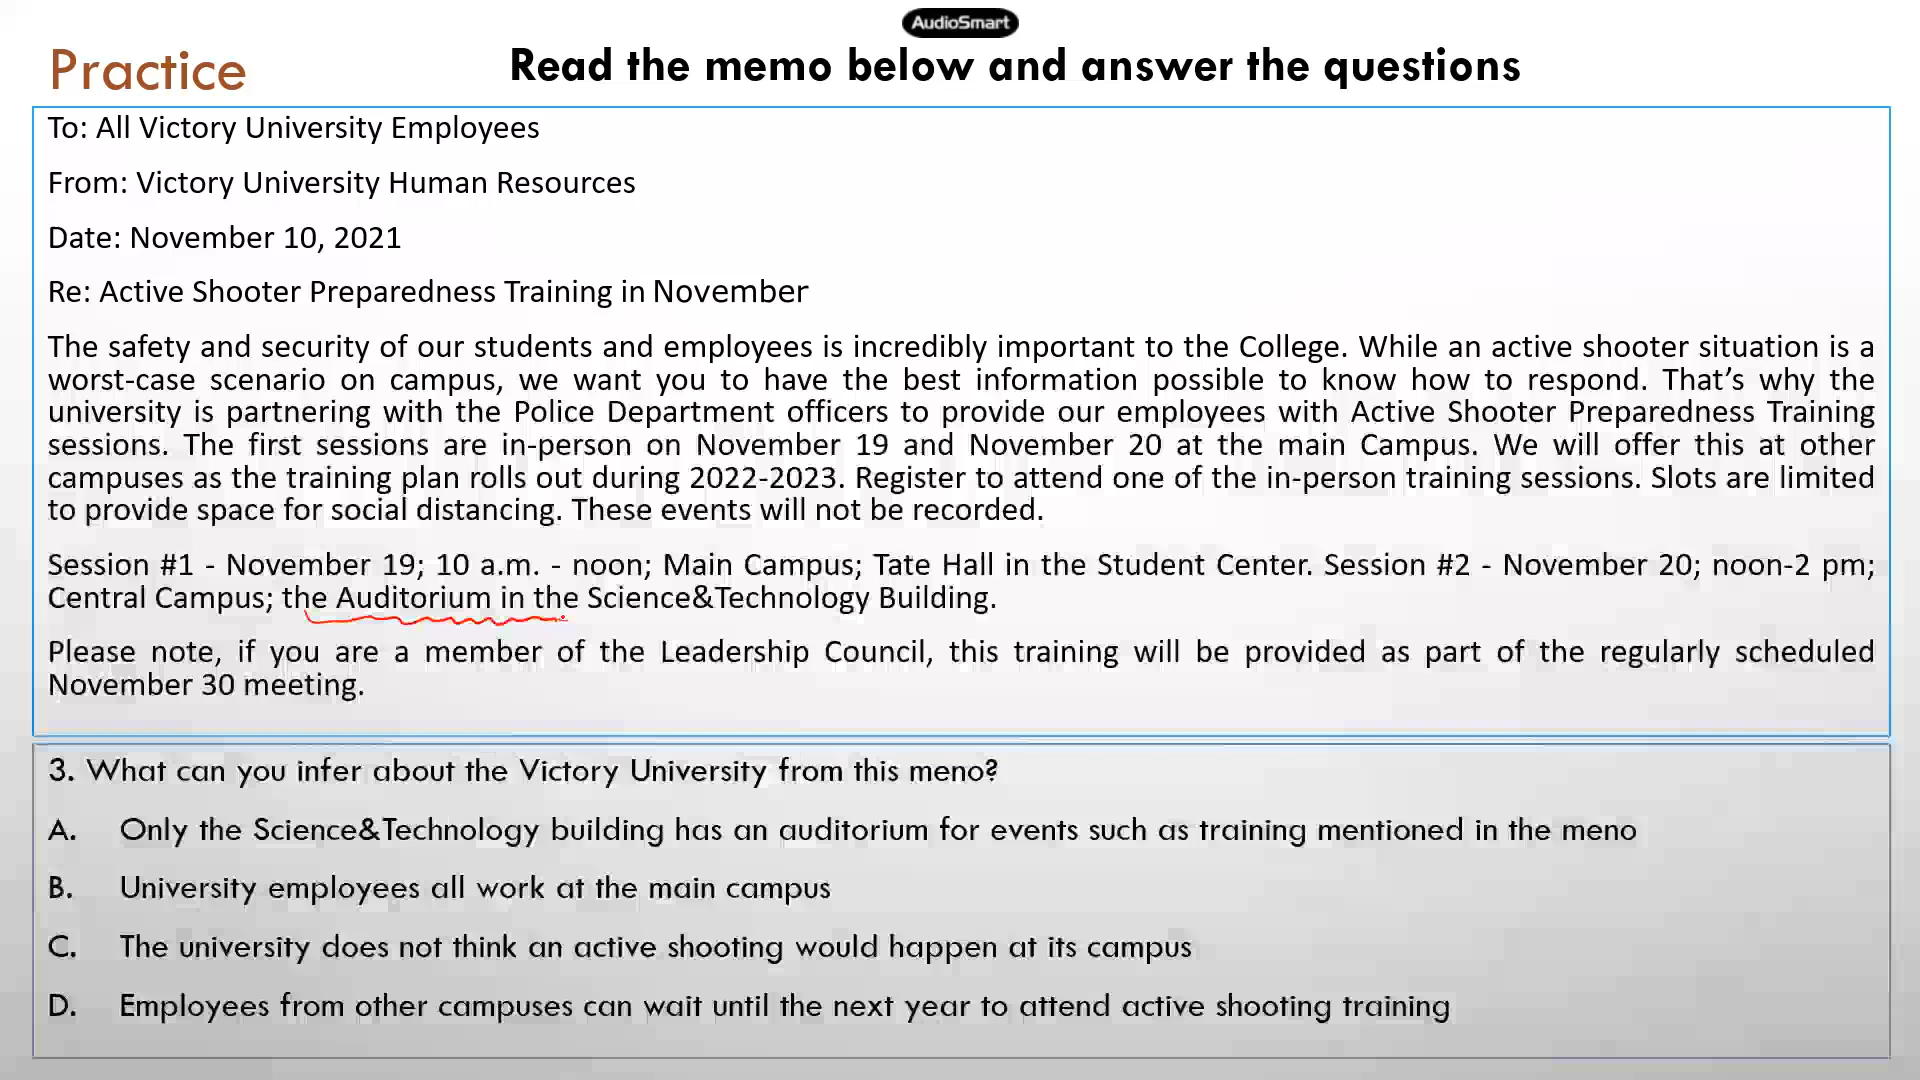 AudioSmart
Practice
Read the memo below and answer the questions
To: All Victory University Employees
From: Victory University Human Resources
Date: November 10, 2021
Re: Active Shooter Preparedness Training in November
The safety and security of our students and employees is incredibly important to the College. While an active shooter situation is a
worst-case scenario on campus, we want you to have the best information possible to know how to respond. That’s why the
university is partnering with the Police Department officers to provide our employees with Active Shooter Preparedness Training
sessions. The first sessions are in-person on November 19 and November 20 at the main Campus. We will offer this at other
campuses as the training plan rolls out during 2022-2023. Register to attend one of the in-person training sessions. Slots are limited
to provide space for social distancing. These events will not be recorded.
Session #1 - November 19; 10 a.m. - noon; Main Campus; Tate Hall in the Student Center. Session #2 - November 20; noon-2 pm;
Central Campus; the Auditorium in the Science&Technology Building.
Please note, if you are a member of the Leadership Council, this training will be provided as part of the regularly scheduled
November 30 meeting.
3. What can you infer about the Victory University from this meno?
A. Only the Science&Technology building has an auditorium for events such as training mentioned in the meno
B. University employees all work at the main campus
C. The university does not think an active shooting would happen at its campus
D. Employees from other campuses can wait until the next year to attend active shooting training